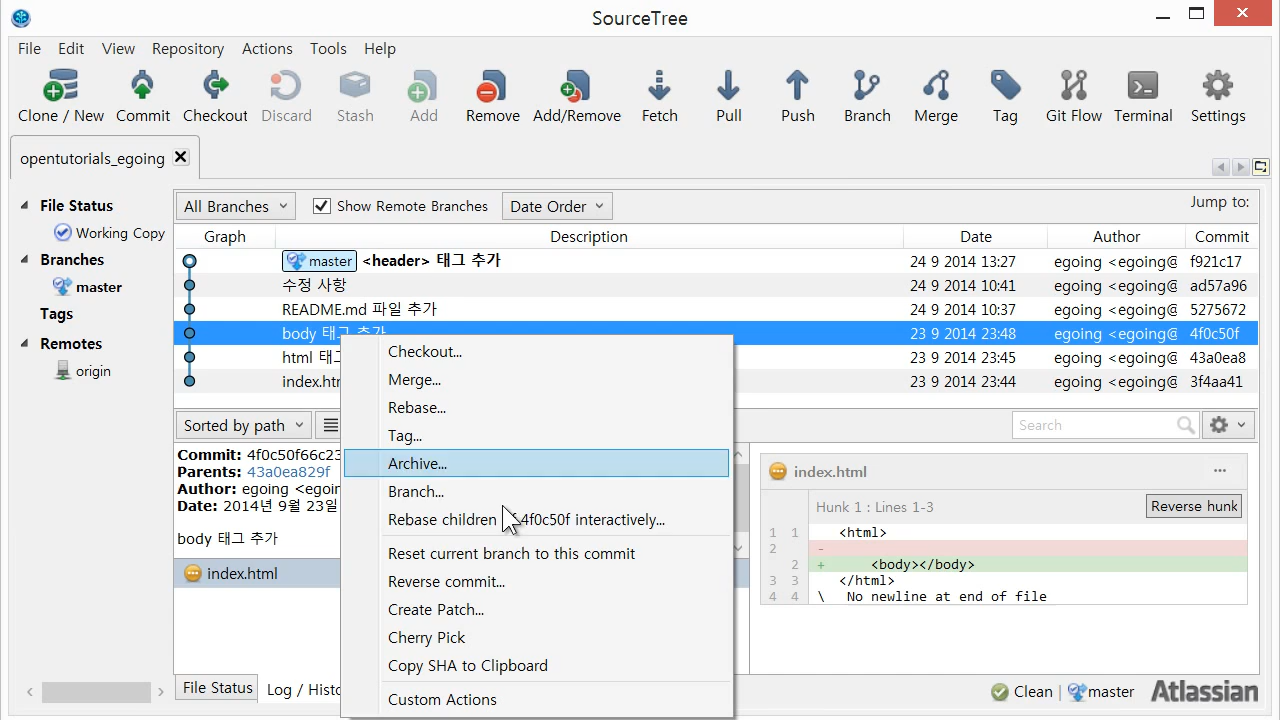 SourceTree
File Edit View Repository Actions Tools Help
Clone / New Commit Checkout Discard Stash Add Remove Add/Remove Fetch Pull Push Branch Merge Tag Git Flow Terminal Settings
opentutorials_egoing
File Status
Working Copy
Branches
master
Tags
Remotes
origin
All Branches Show Remote Branches Date Order Jump to:
Graph Description Date Author Commit
master <header> 태그 추가 24 9 2014 13:27 egoing <egoing@ f921c17
수정 사항 24 9 2014 10:41 egoing <egoing@ ad57a96
README.md 파일 추가 24 9 2014 10:37 egoing <egoing@ 5275672
body 태그 추가 23 9 2014 23:48 egoing <egoing@ 4f0c50f
html 23 9 2014 23:45 egoing <egoing@ 43a0ea8
23 9 2014 23:44 egoing <egoing@ 3f4aa41
Sorted by path Search
Commit: 4f0c50f66c23
Parents: 43a0ea829f
Author: egoing
Date: 2014년 9월 23일
body 태그 추가
index.html
Checkout...
Merge...
Rebase...
Tag...
Archive...
Branch...
Rebase children 4f0c50f interactively...
Reset current branch to this commit
Reverse commit...
Create Patch...
Cherry Pick
Copy SHA to Clipboard
Custom Actions
index.html ...
Hunk 1 : Lines 1-3 Reverse hunk
1 1 <html>
2 -
2 + <body></body>
3 3 </html>
4 4 \ No newline at end of file
File Status Log /
Clean master Atlassian